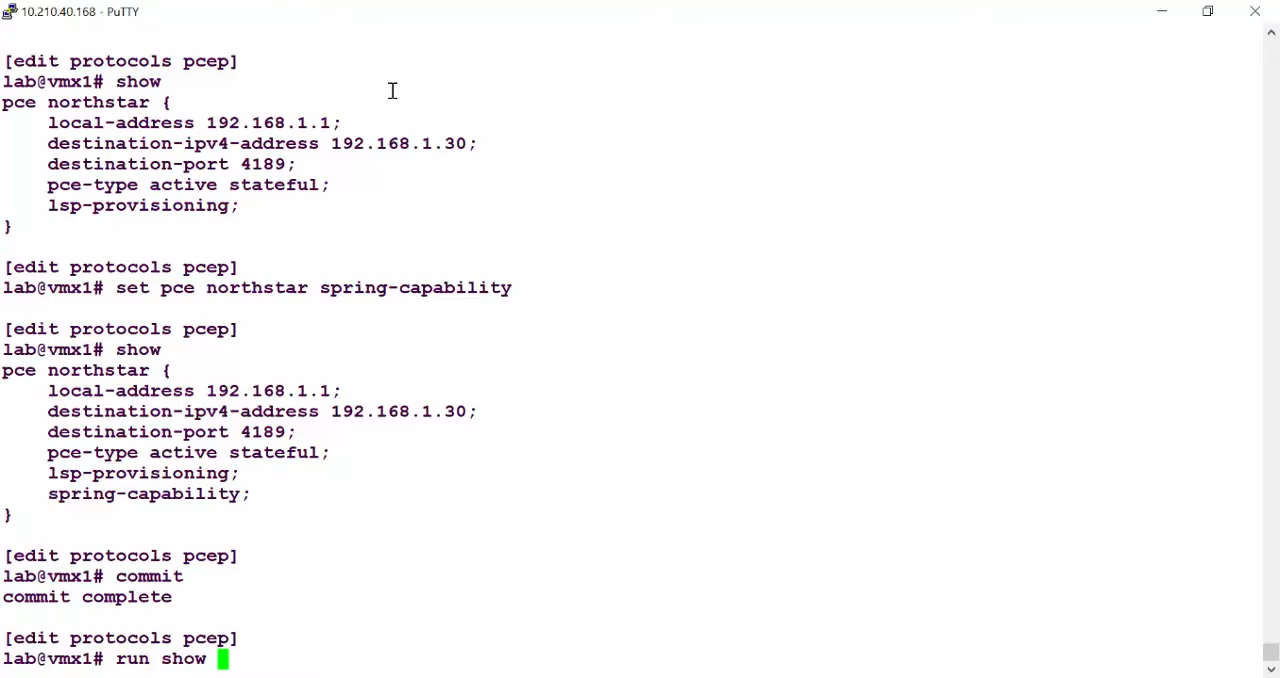 10.210.40.168 - PuTTY
[edit protocols pcep]
lab@vmx1# show
pce northstar {
    local-address 192.168.1.1;
    destination-ipv4-address 192.168.1.30;
    destination-port 4189;
    pce-type active stateful;
    lsp-provisioning;
}
[edit protocols pcep]
lab@vmx1# set pce northstar spring-capability
[edit protocols pcep]
lab@vmx1# show
pce northstar {
    local-address 192.168.1.1;
    destination-ipv4-address 192.168.1.30;
    destination-port 4189;
    pce-type active stateful;
    lsp-provisioning;
    spring-capability;
}
[edit protocols pcep]
lab@vmx1# commit
commit complete
[edit protocols pcep]
lab@vmx1# run show